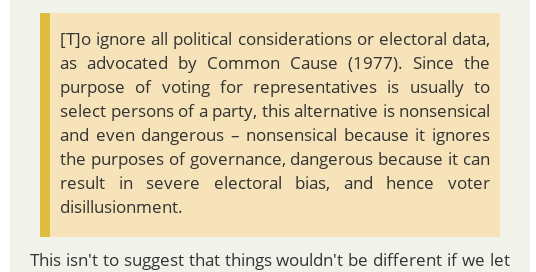 [T]o ignore all political considerations or electoral data,
as advocated by Common Cause (1977). Since the
purpose of voting for representatives is usually to
select persons of a party, this alternative is nonsensical
and even dangerous – nonsensical because it ignores
the purposes of governance, dangerous because it can
result in severe electoral bias, and hence voter
disillusionment.
This isn't to suggest that things wouldn't be different if we let